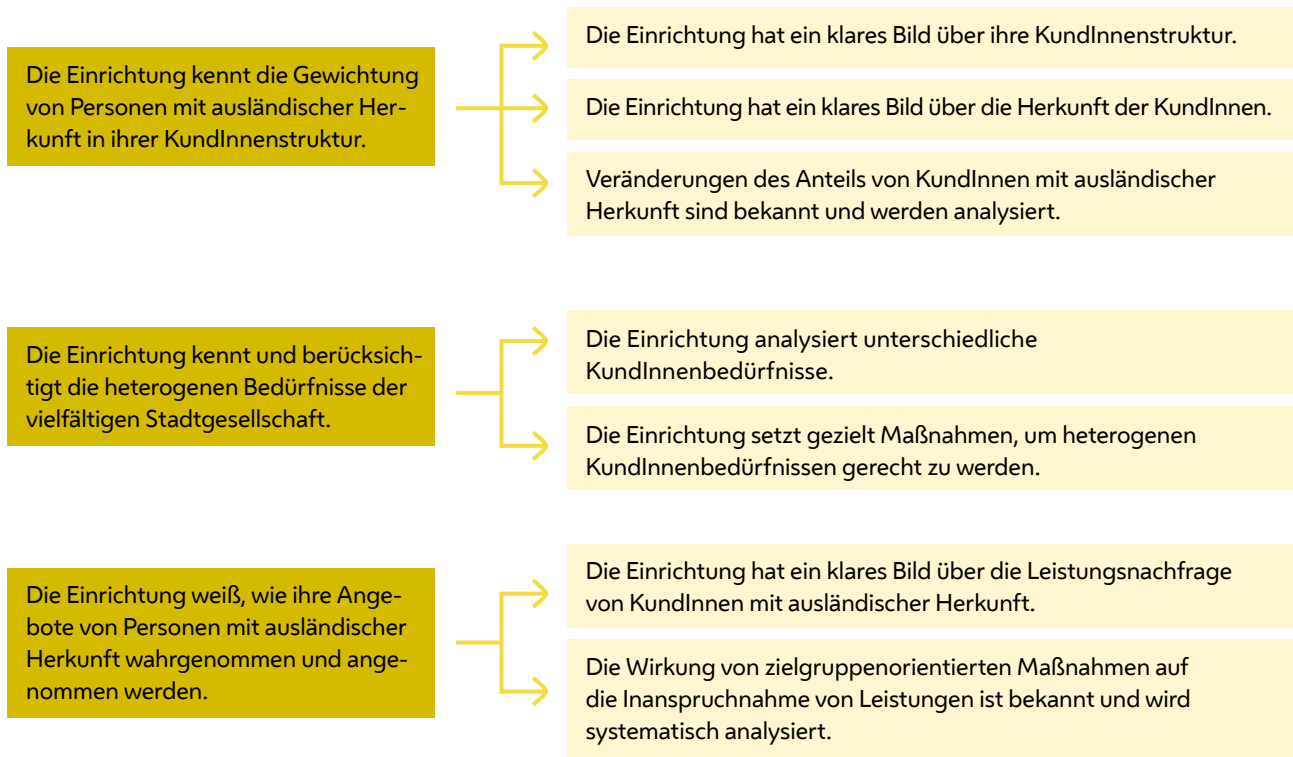 Die Einrichtung kennt die Gewichtung
von Personen mit ausländischer Her-
kunft in ihrer KundInnenstruktur.
Die Einrichtung hat ein klares Bild über ihre KundInnenstruktur.
Die Einrichtung hat ein klares Bild über die Herkunft der KundInnen.
Veränderungen des Anteils von KundInnen mit ausländischer
Herkunft sind bekannt und werden analysiert.
Die Einrichtung kennt und berücksich-
tigt die heterogenen Bedürfnisse der
vielfältigen Stadtgesellschaft.
Die Einrichtung analysiert unterschiedliche
KundInnenbedürfnisse.
Die Einrichtung setzt gezielt Maßnahmen, um heterogenen
KundInnenbedürfnissen gerecht zu werden.
Die Einrichtung weiß, wie ihre Ange-
bote von Personen mit ausländischer
Herkunft wahrgenommen und ange-
nommen werden.
Die Einrichtung hat ein klares Bild über die Leistungsnachfrage
von KundInnen mit ausländischer Herkunft.
Die Wirkung von zielgruppenorientierten Maßnahmen auf
die Inanspruchnahme von Leistungen ist bekannt und wird
systematisch analysiert.